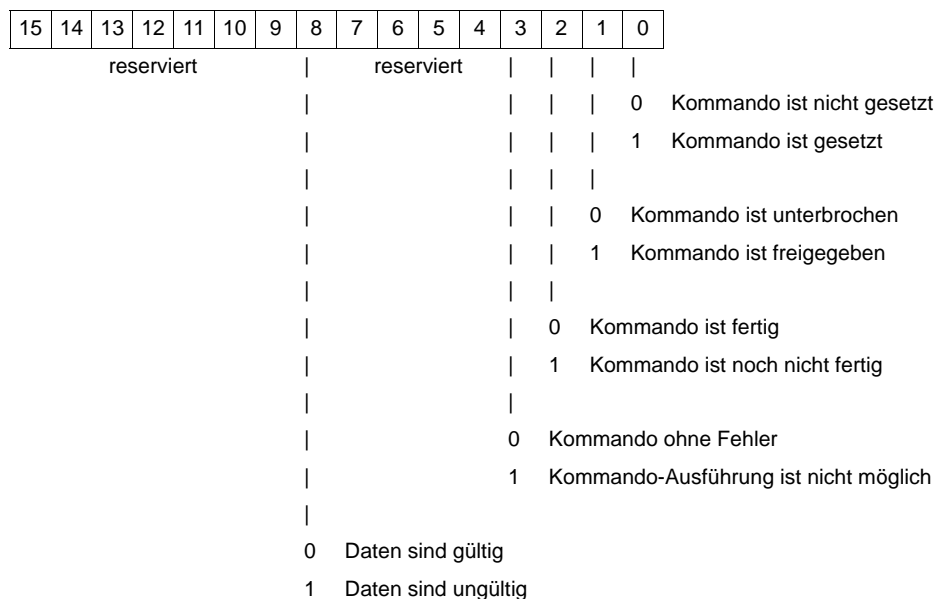 15 14 13 12 11 10 9 8 7 6 5 4 3 2 1 0
reserviert | reserviert | | | |
| | | | 0 Kommando ist nicht gesetzt
| | | | 1 Kommando ist gesetzt
| | | |
| | | 0 Kommando ist unterbrochen
| | | 1 Kommando ist freigegeben
| | |
| | 0 Kommando ist fertig
| | 1 Kommando ist noch nicht fertig
| |
| 0 Kommando ohne Fehler
| 1 Kommando-Ausführung ist nicht möglich
|
0 Daten sind gültig
1 Daten sind ungültig